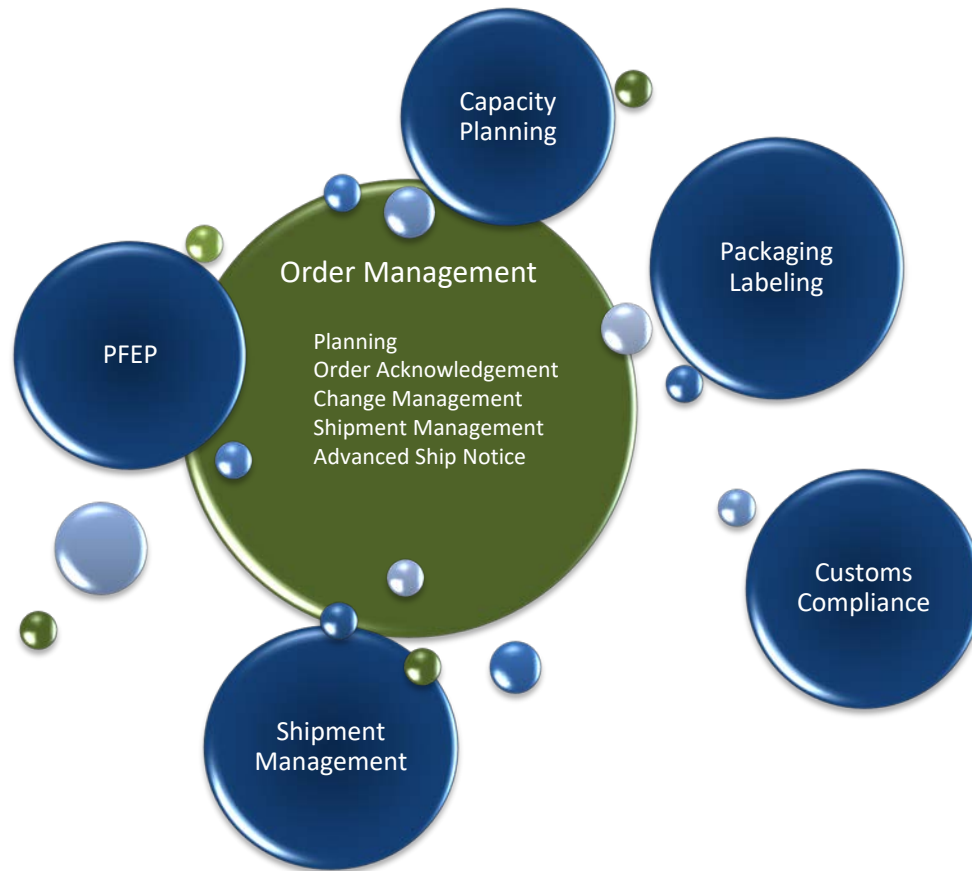 Capacity
Planning
Packaging
Labeling
Order Management
Planning
Order Acknowledgement
Change Management
Shipment Management
Advanced Ship Notice
PFEP
Customs
Compliance
Shipment
Management